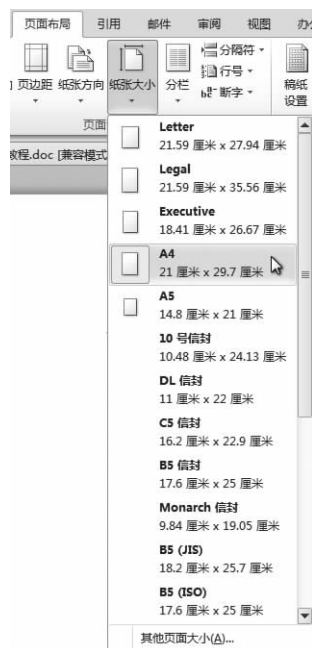 页面布局 引用 邮件 审阅 视图
页边距 纸张方向 纸张大小 分栏 分隔符 行号 断字 稿纸
设置
页面
教程.doc [兼容模式
Letter
21.59 厘米 x 27.94 厘米
Legal
21.59 厘米 x 35.56 厘米
Executive
18.41 厘米 x 26.67 厘米
A4
21 厘米 x 29.7 厘米
A5
14.8 厘米 x 21 厘米
10 号信封
10.48 厘米 x 24.13 厘米
DL 信封
11 厘米 x 22 厘米
C5 信封
16.2 厘米 x 22.9 厘米
B5 信封
17.6 厘米 x 25 厘米
Monarch 信封
9.84 厘米 x 19.05 厘米
B5 (JIS)
18.2 厘米 x 25.7 厘米
B5 (ISO)
17.6 厘米 x 25 厘米
其他页面大小(A)...